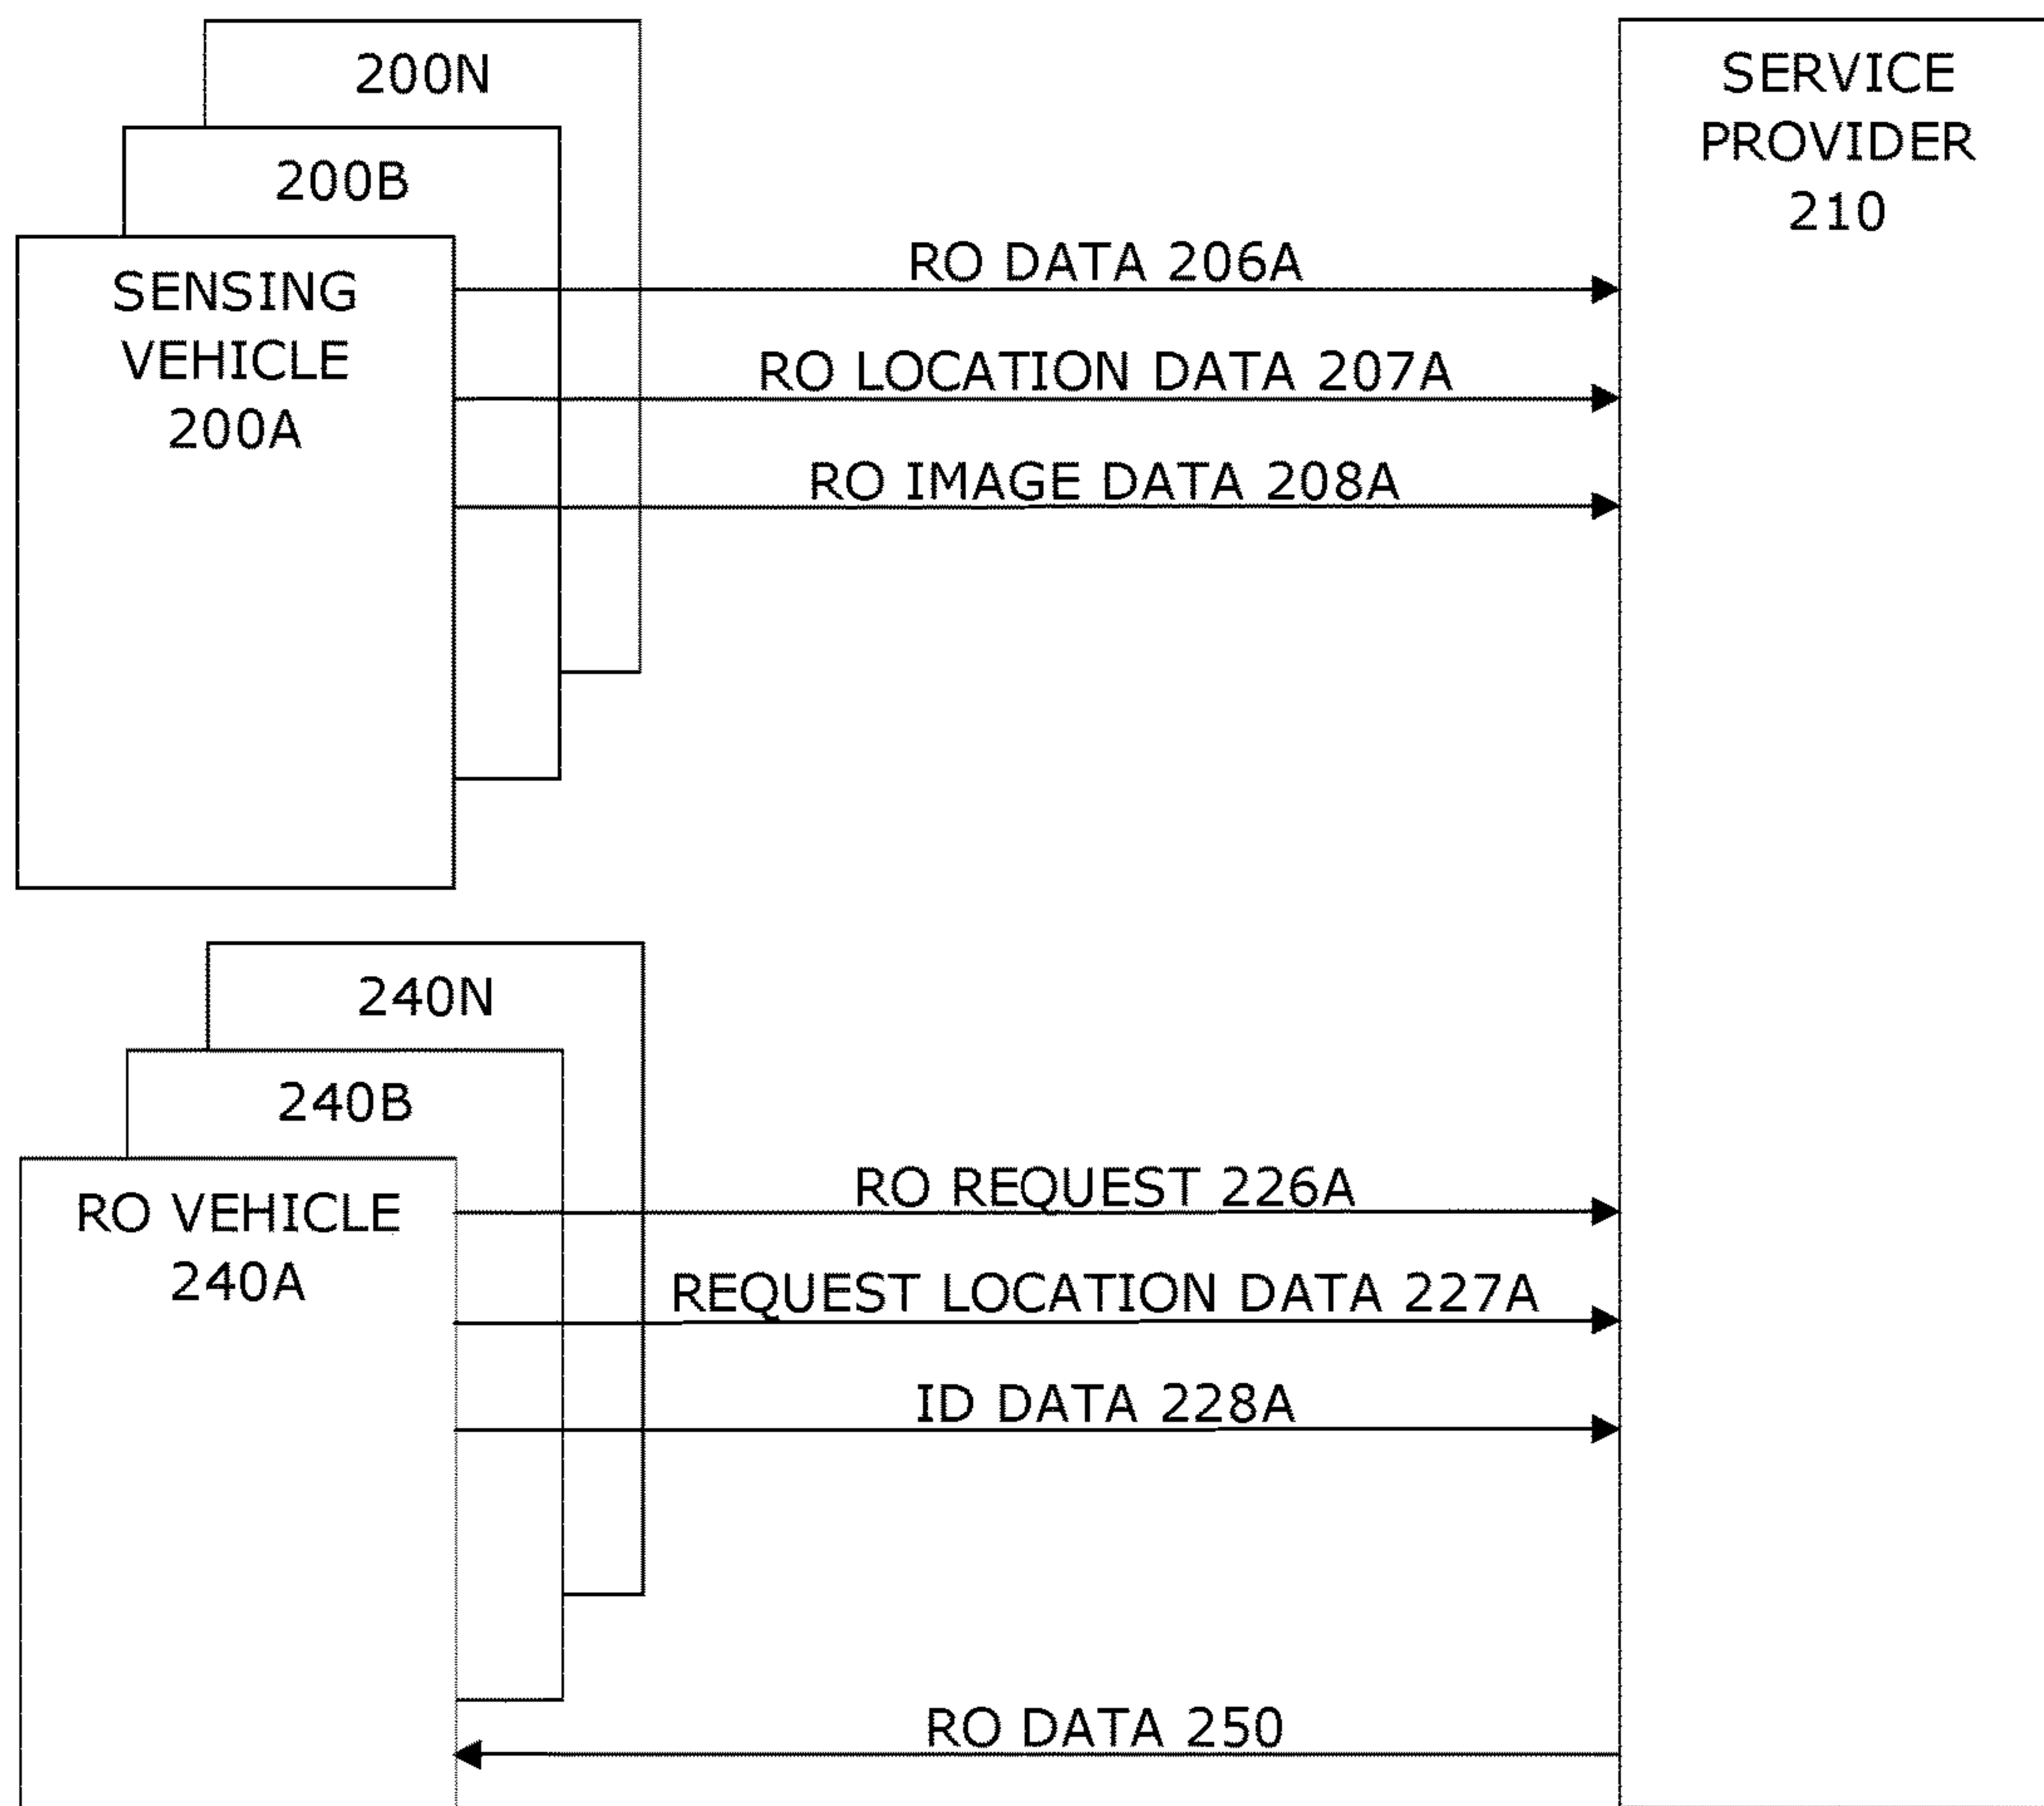 200N
200B
SENSING
VEHICLE
200A
RO DATA 206A
RO LOCATION DATA 207A
RO IMAGE DATA 208A
SERVICE
PROVIDER
210
240N
240B
RO VEHICLE
240A
RO REQUEST 226A
REQUEST LOCATION DATA 227A
ID DATA 228A
RO DATA 250